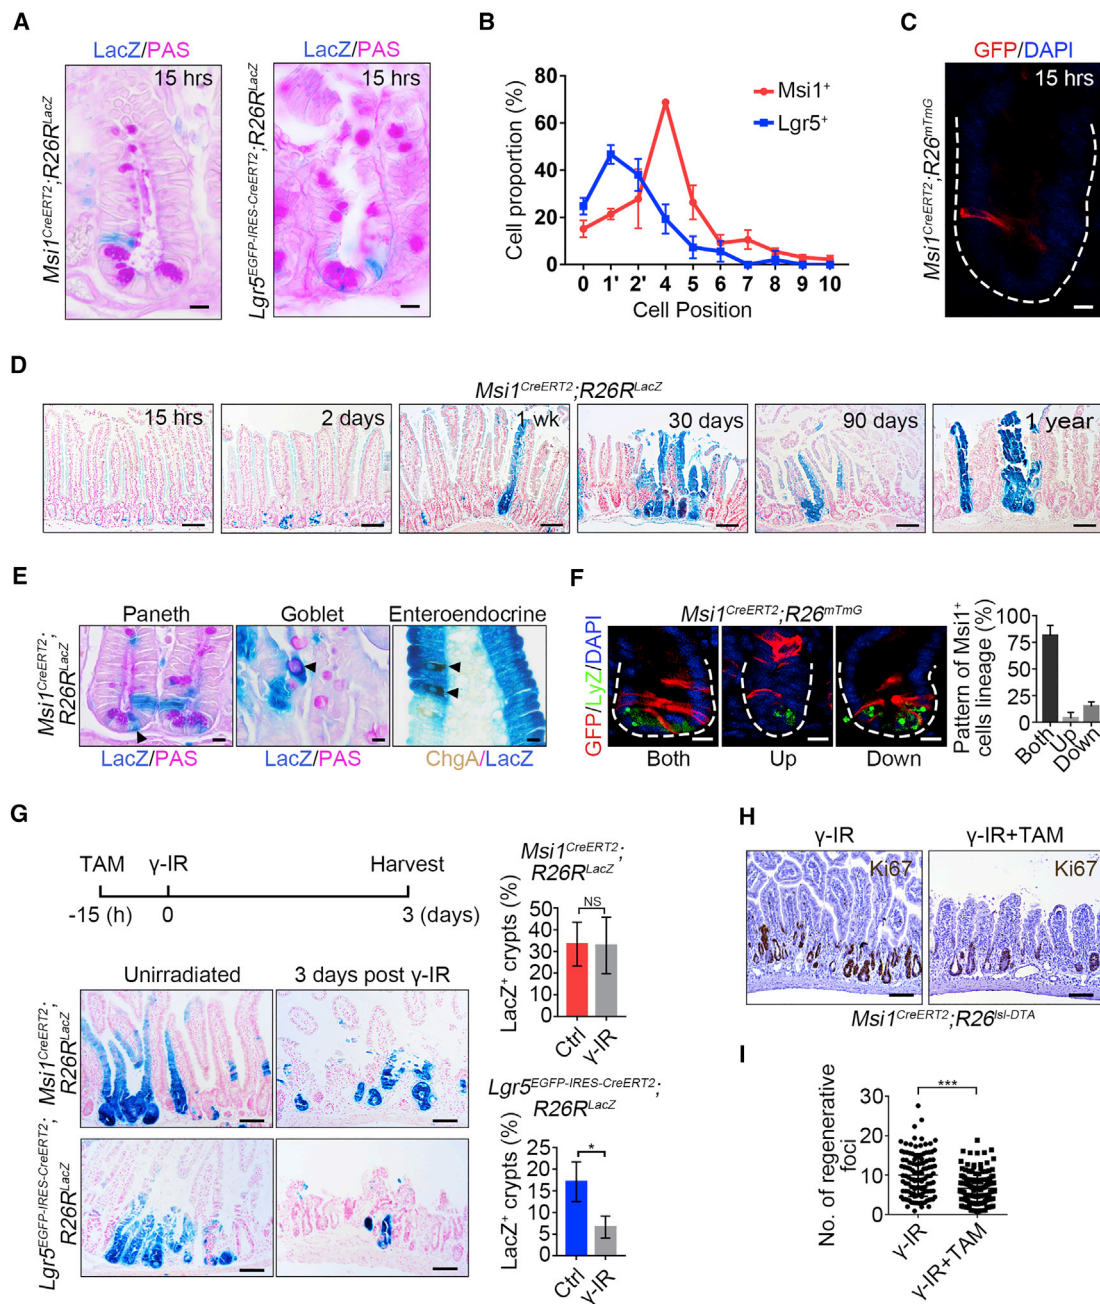 A
LacZ/PAS
LacZ/PAS
Msi1CreERT2;R26RLacZ
15 hrs
Lgr5EGFP-IRES-CreERT2;R26RLacZ
15 hrs
B
Cell proportion (%)
80
60
40
20
0
Msi1+
Lgr5+
0 1' 2' 4 5 6 7 8 9 10
Cell Position
C
GFP/DAPI
15 hrs
Msi1CreERT2;R26mTmG
D
Msi1CreERT2;R26RLacZ
15 hrs
2 days
1 wk
30 days
90 days
1 year
E
Msi1CreERT2;
R26RLacZ
Paneth
Goblet
Enteroendocrine
LacZ/PAS
LacZ/PAS
ChgA/LacZ
F
Msi1CreERT2;R26mTmG
GFP/LyZ/DAPI
Both
Up
Down
Pattern of Msi1+
cells lineage (%)
100
75
50
25
0
Both
Up
Down
G
TAM
γ-IR
Harvest
-15 (h)
0
3 (days)
Unirradiated
3 days post γ-IR
Msi1CreERT2;
R26RLacZ
Lgr5EGFP-IRES-CreERT2;
R26RLacZ
Msi1CreERT2;
R26RLacZ
LacZ+ crypts (%)
50
40
30
20
10
0
NS
Ctrl
γ-IR
Lgr5EGFP-IRES-CreERT2;
R26RLacZ
LacZ+ crypts (%)
25
20
15
10
5
0
*
Ctrl
γ-IR
H
γ-IR
γ-IR+TAM
Ki67
Ki67
Msi1CreERT2;R26lsl-DTA
I
No. of regenerative
foci
30
20
10
0
***
γ-IR
γ-IR+TAM